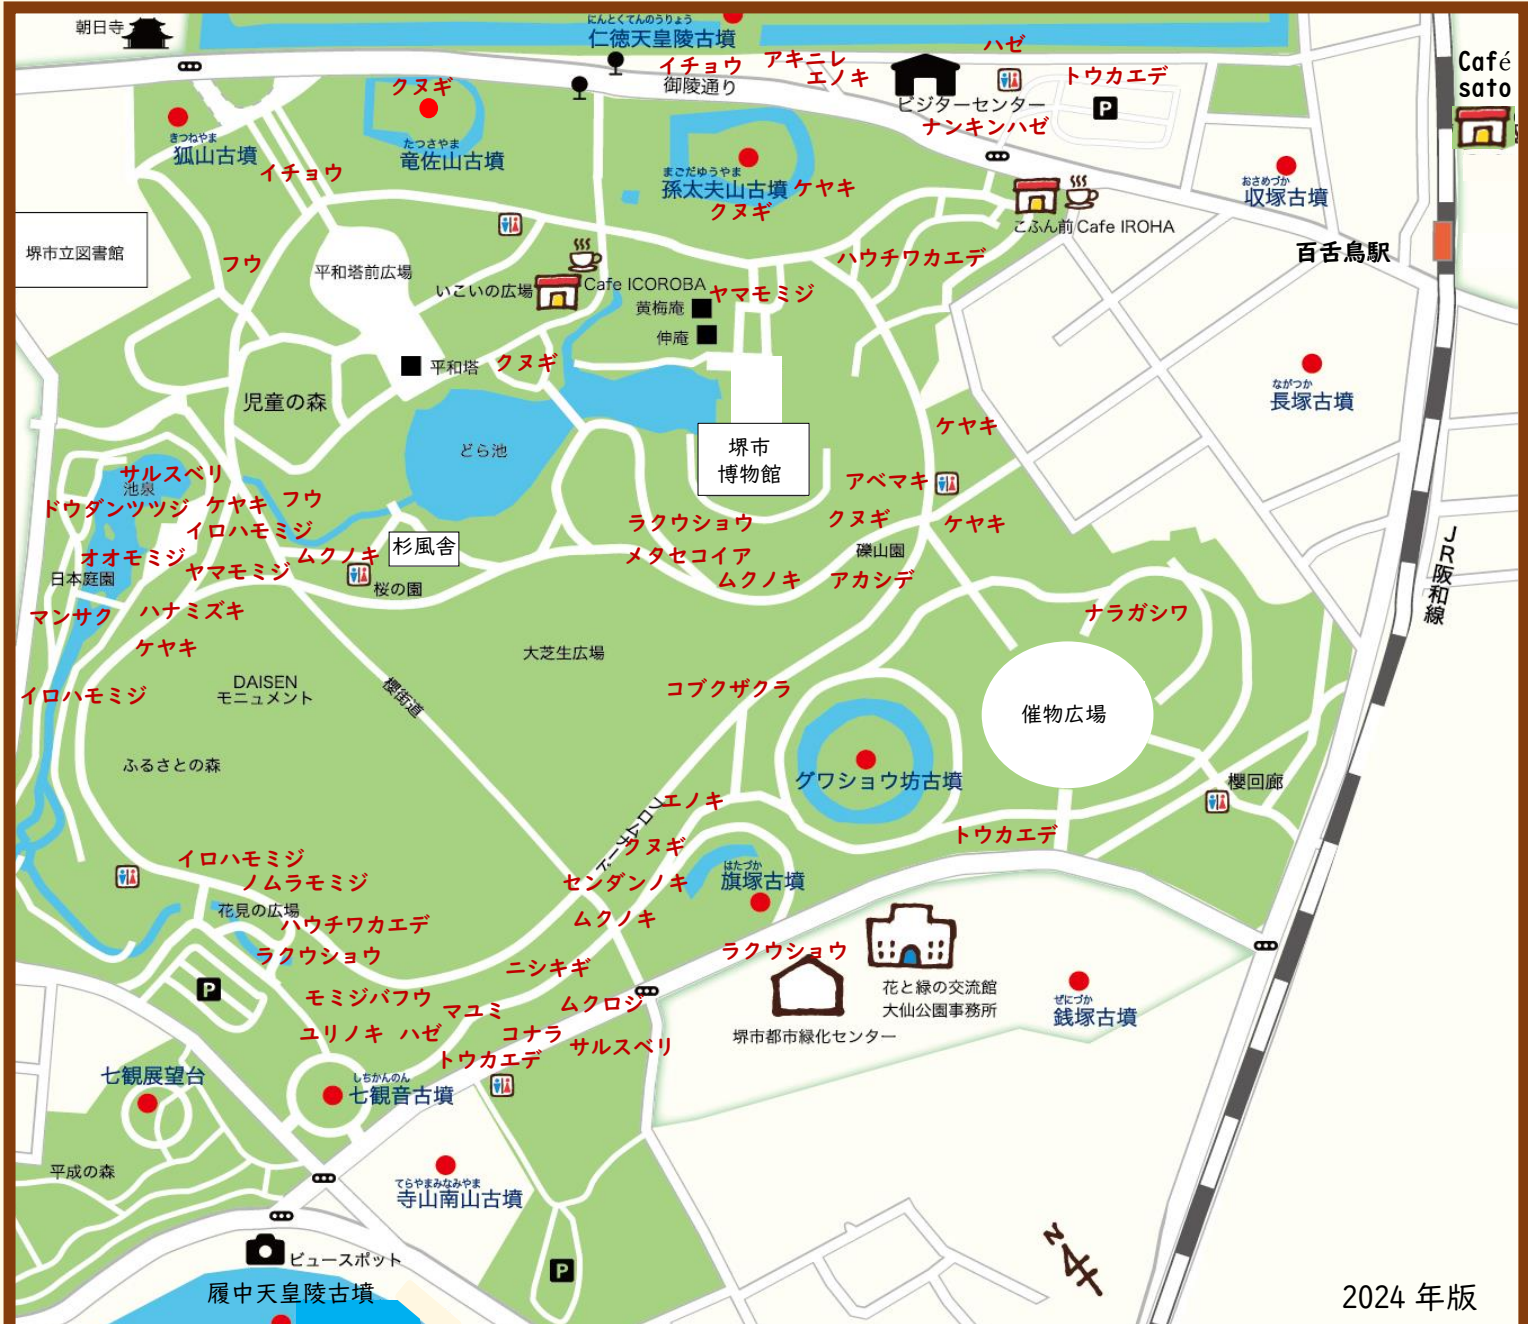 朝日寺
にんとくてんのうりょう
仁徳天皇陵古墳
イチョウ
アキニレ
エノキ
ハゼ
トウカエデ
Café
sato
御陵通り
ビジターセンター
ナンキンハゼ
P
クヌギ
きつねやま
狐山古墳
たつさやま
竜佐山古墳
まごだゆうやま
孫太夫山古墳
ケヤキ
クヌギ
イチョウ
おさめづか
収塚古墳
こふん前 Cafe IROHA
百舌鳥駅
堺市立図書館
フウ
平和塔前広場
いこいの広場
Cafe ICOROBA
ヤマモミジ
ハウチワカエデ
黄梅庵
伸庵
平和塔
クヌギ
児童の森
ながつか
長塚古墳
どら池
堺市
博物館
ケヤキ
アベマキ
サルスベリ
池泉
ドウダンツツジ
ケヤキ
フウ
イロハモミジ
ラクウショウ
クヌギ
ケヤキ
オオモミジ
ムクノキ
杉風舎
メタセコイア
礫山園
日本庭園
ヤマモミジ
桜の園
ムクノキ
アカシデ
JR阪和線
マンサク
ハナミズキ
ナラガシワ
ケヤキ
大芝生広場
イロハモミジ
DAISEN
モニュメント
櫻街道
コブクザクラ
催物広場
ふるさとの森
グワショウ坊古墳
櫻回廊
エノキ
プロムナード
クヌギ
トウカエデ
イロハモミジ
ノムラモミジ
センダンノキ
はたづか
旗塚古墳
花見の広場
ハウチワカエデ
ムクノキ
ラクウショウ
ラクウショウ
ニシキギ
P
モミジバフウ
マユミ
ムクロジ
花と緑の交流館
大仙公園事務所
ぜにづか
銭塚古墳
ユリノキ
ハゼ
コナラ
サルスベリ
堺市都市緑化センター
トウカエデ
七観展望台
しちかんのん
七観音古墳
平成の森
てらやまみなみやま
寺山南山古墳
N
ビュースポット
P
履中天皇陵古墳
2024 年版